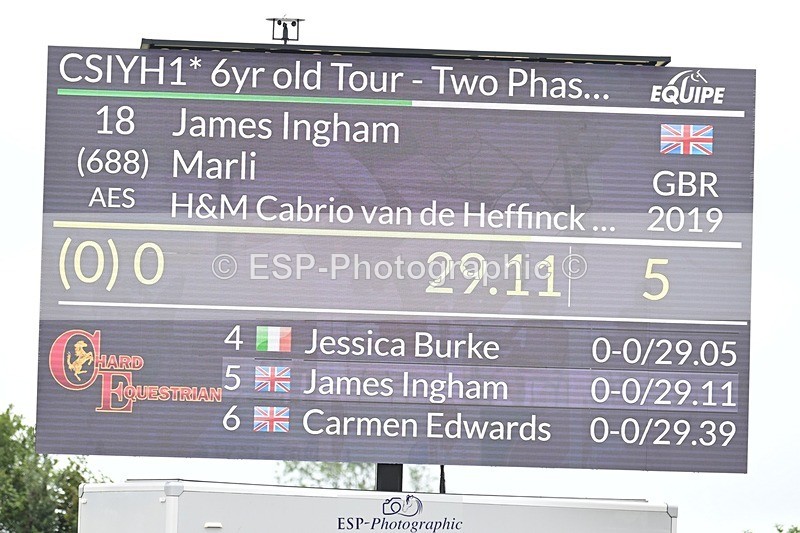 CSIYH1* 6yr old Tour - Two Phas...
EQUIPE
18 James Ingham
(688) Marli GBR
AES H&M Cabrio van de Heffinck ... 2019
(0) 0 29.11 5
© ESP-Photographic ©
4 Jessica Burke 0-0/29.05
5 James Ingham 0-0/29.11
6 Carmen Edwards 0-0/29.39
CHARD
EQUESTRIAN
ESP-Photographic